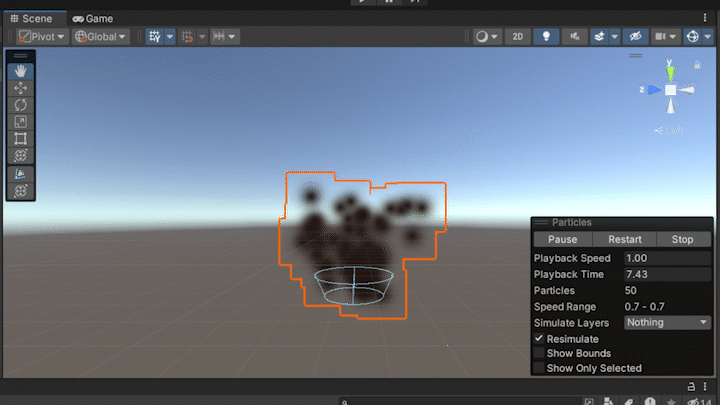 Scene Game
Pivot Global 2D
y
z
Left
Particles
Pause Restart Stop
Playback Speed 1.00
Playback Time 7.43
Particles 50
Speed Range 0.7 - 0.7
Simulate Layers Nothing
Resimulate
Show Bounds
Show Only Selected
14